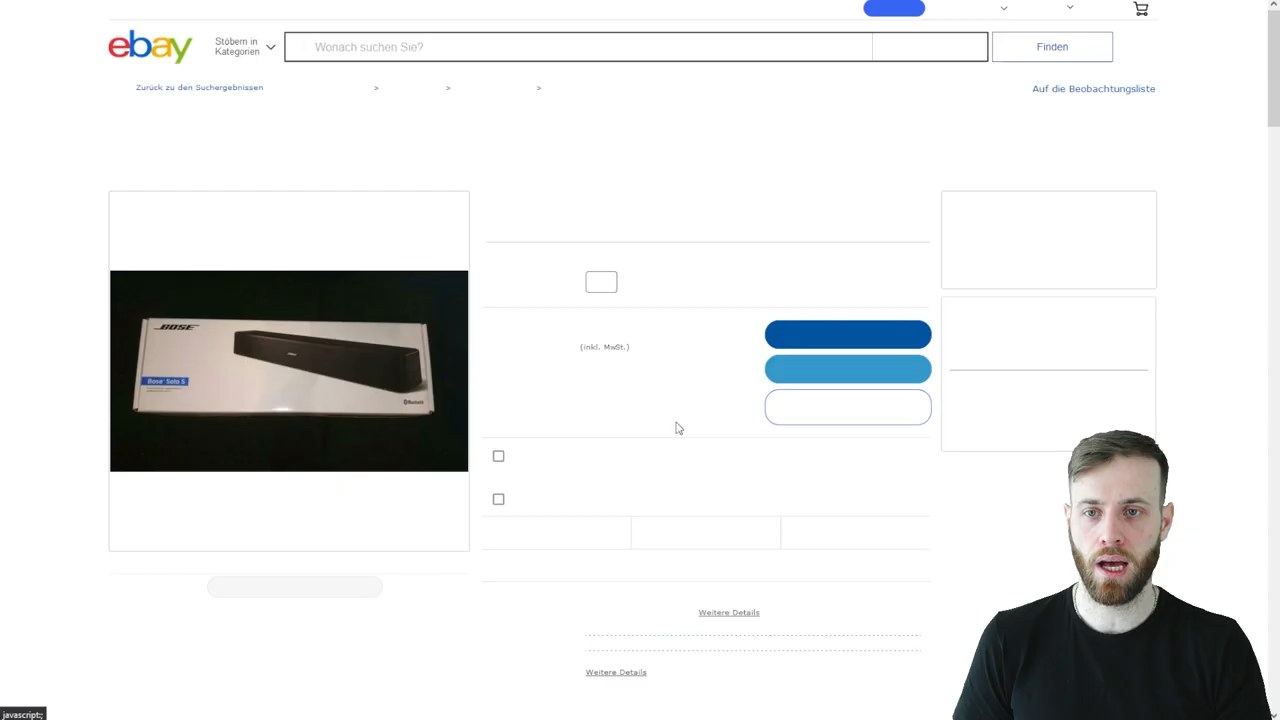 ebay
Stöbern in
Kategorien
Wonach suchen Sie?
Finden
Zurück zu den Suchergebnissen > > >
Auf die Beobachtungsliste
BOSE
Bose Solo 5
Bluetooth
(inkl. MwSt.)
Weitere Details
Weitere Details
javascript:;